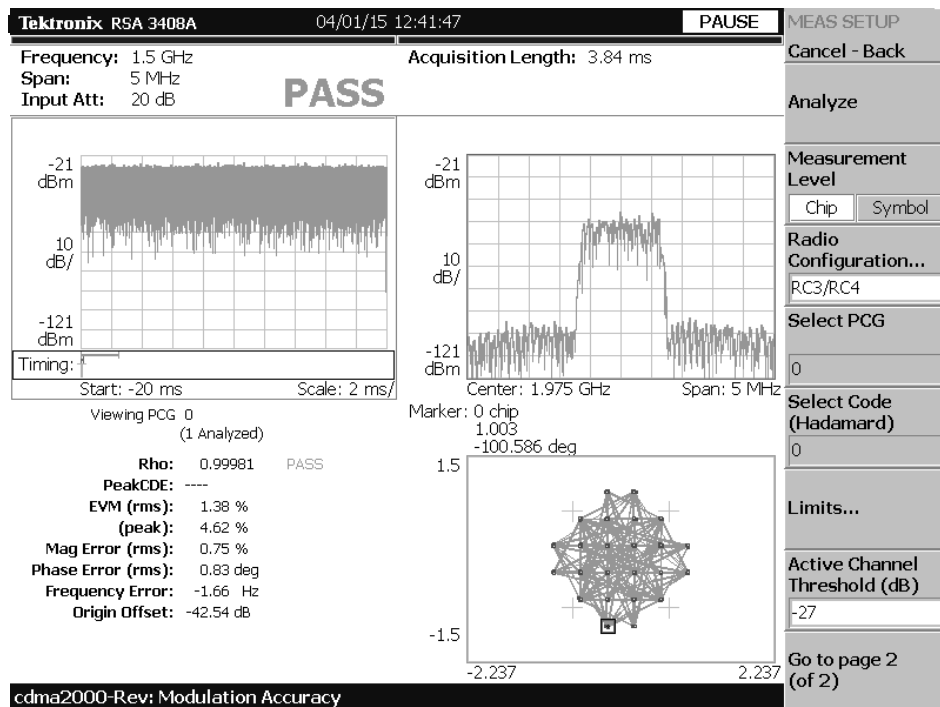 Tektronix RSA 3408A 04/01/15 12:41:47 PAUSE
MEAS SETUP
Cancel - Back
Frequency: 1.5 GHz
Span: 5 MHz
Input Att: 20 dB
PASS
Acquisition Length: 3.84 ms
Analyze
-21
dBm
10
dB/
-121
dBm
Timing:
Start: -20 ms Scale: 2 ms/
-21
dBm
10
dB/
-121
dBm
Center: 1.975 GHz Span: 5 MHz
Measurement
Level
Chip Symbol
Radio
Configuration...
RC3/RC4
Select PCG
0
Select Code
(Hadamard)
0
Limits...
Active Channel
Threshold (dB)
-27
Go to page 2
(of 2)
Viewing PCG 0
(1 Analyzed)
Rho: 0.99981 PASS
PeakCDE: ----
EVM (rms): 1.38 %
(peak): 4.62 %
Mag Error (rms): 0.75 %
Phase Error (rms): 0.83 deg
Frequency Error: -1.66 Hz
Origin Offset: -42.54 dB
Marker: 0 chip
1.003
-100.586 deg
1.5
-1.5
-2.237 2.237
cdma2000-Rev: Modulation Accuracy